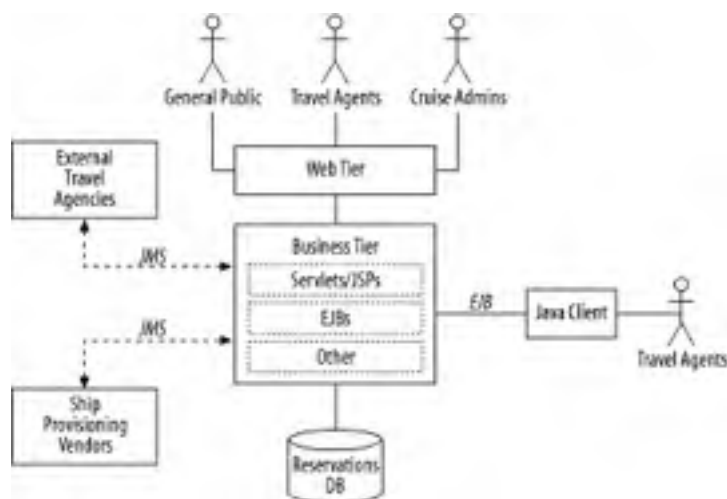 General Public
Travel Agents
Cruise Admins
External
Travel
Agencies
Web Tier
JMS
Business Tier
Servlets/JSPs
EJBs
Other
EJB
Java Client
Travel Agents
JMS
Ship
Provisioning
Vendors
Reservations
DB